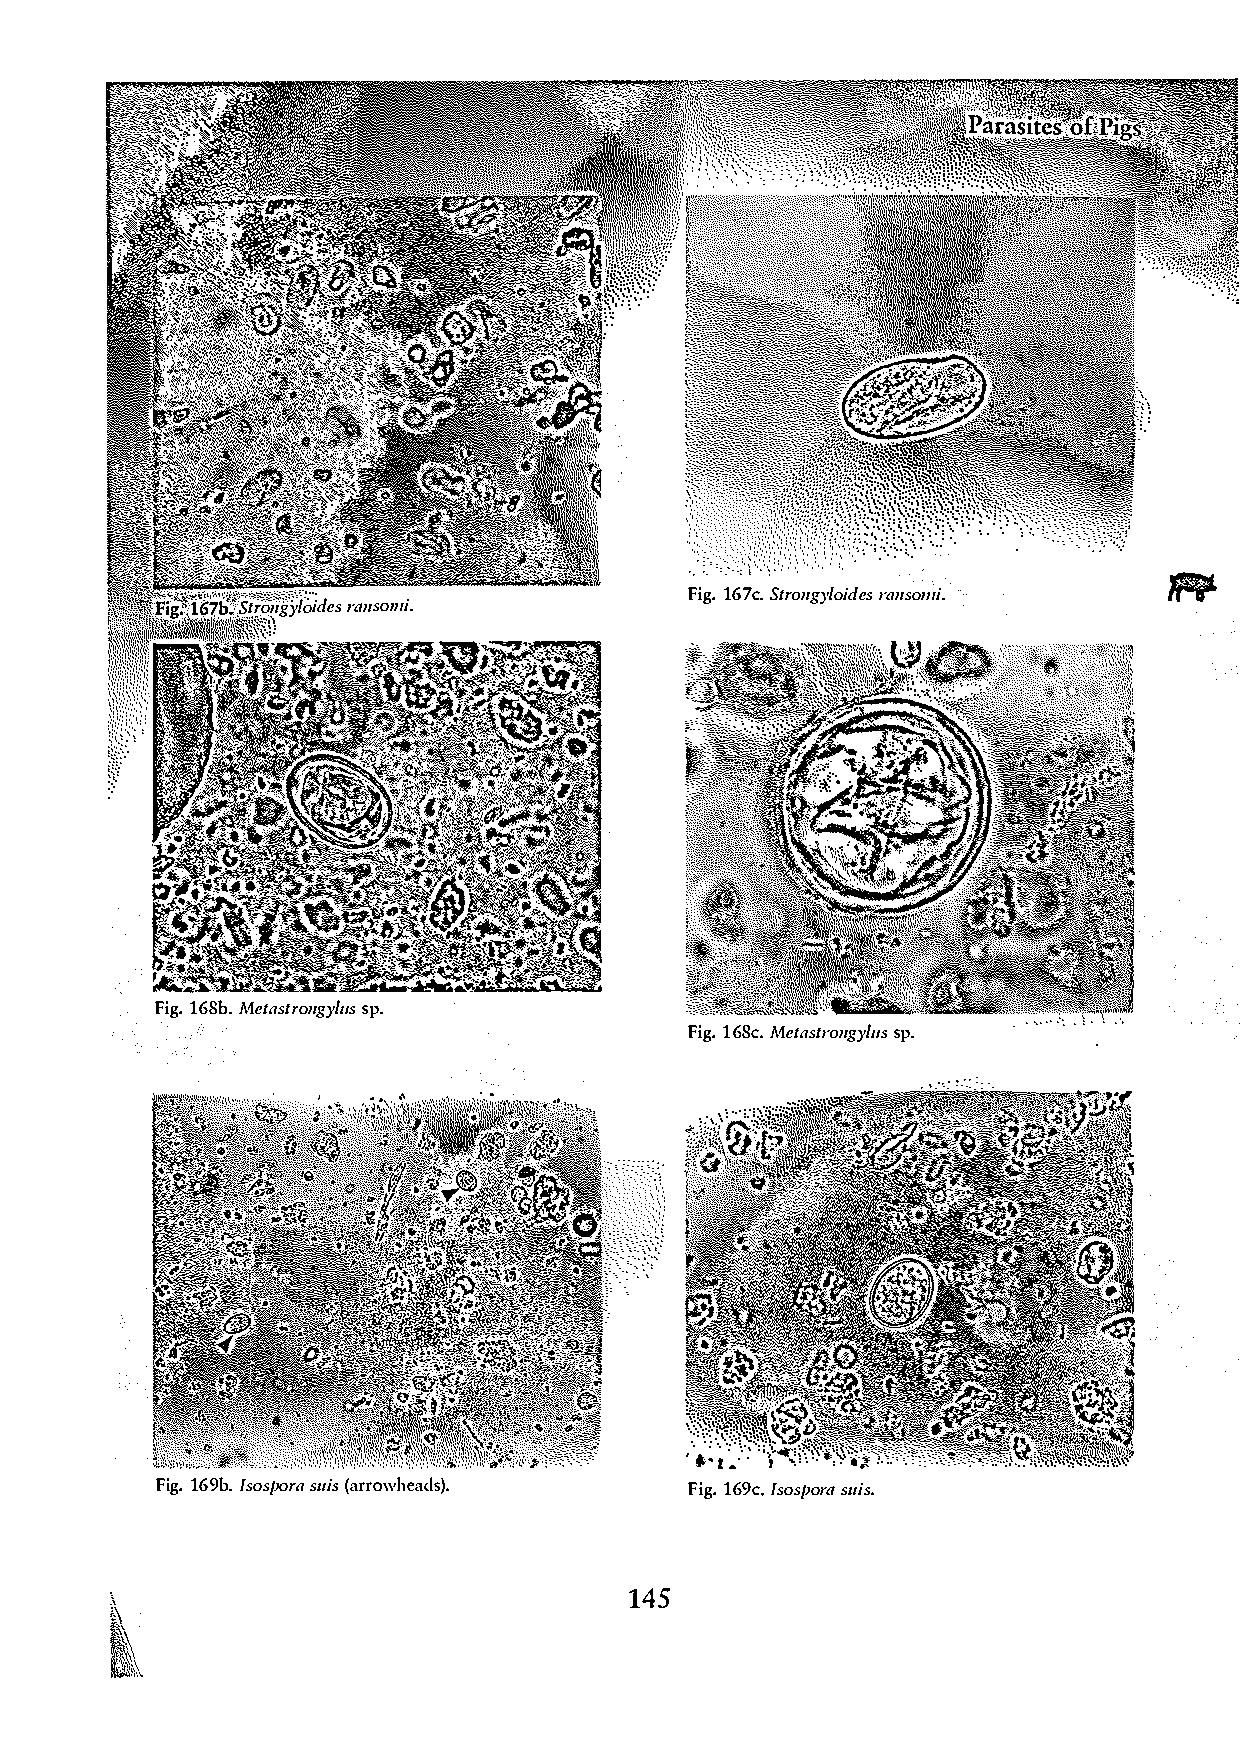 Parasites of Pigs
Fig. 167b. Strongyloides ransomi.
Fig. 167c. Strongyloides ransomi.
Fig. 168b. Metastrongylus sp.
Fig. 168c. Metastrongylus sp.
Fig. 169b. Isospora suis (arrowheads).
Fig. 169c. Isospora suis.
145